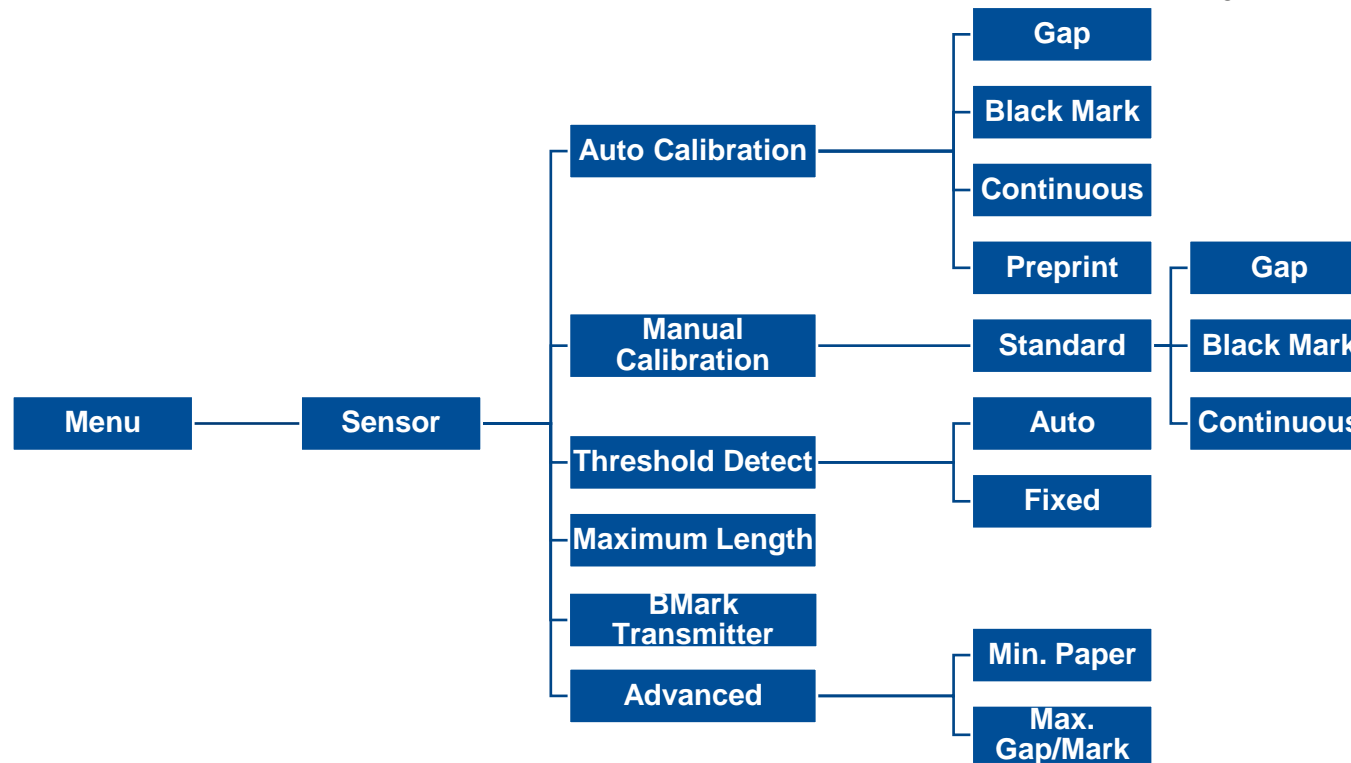 Gap
Black Mark
Auto Calibration
Continuous
Preprint
Gap
Manual
Calibration
Standard
Black Mark
Menu
Sensor
Auto
Continuous
Threshold Detect
Fixed
Maximum Length
BMark
Transmitter
Min. Paper
Advanced
Max.
Gap/Mark